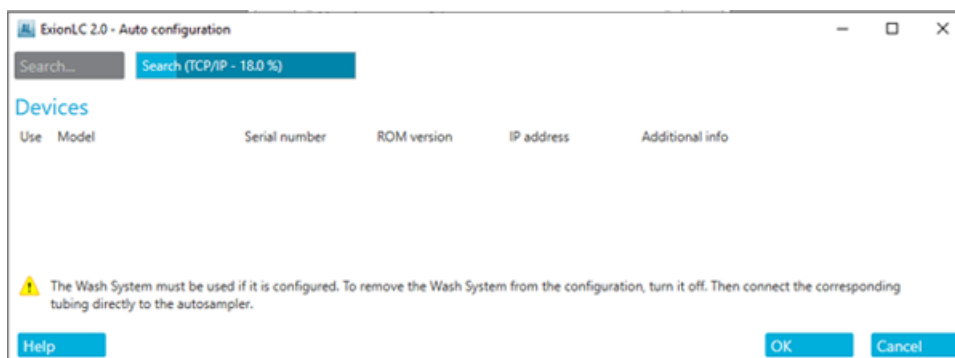 AL ExionLC 2.0 - Auto configuration
Search...
Search (TCP/IP - 18.0 %)
Devices
Use Model Serial number ROM version IP address Additional info
The Wash System must be used if it is configured. To remove the Wash System from the configuration, turn it off. Then connect the corresponding
tubing directly to the autosampler.
Help OK Cancel